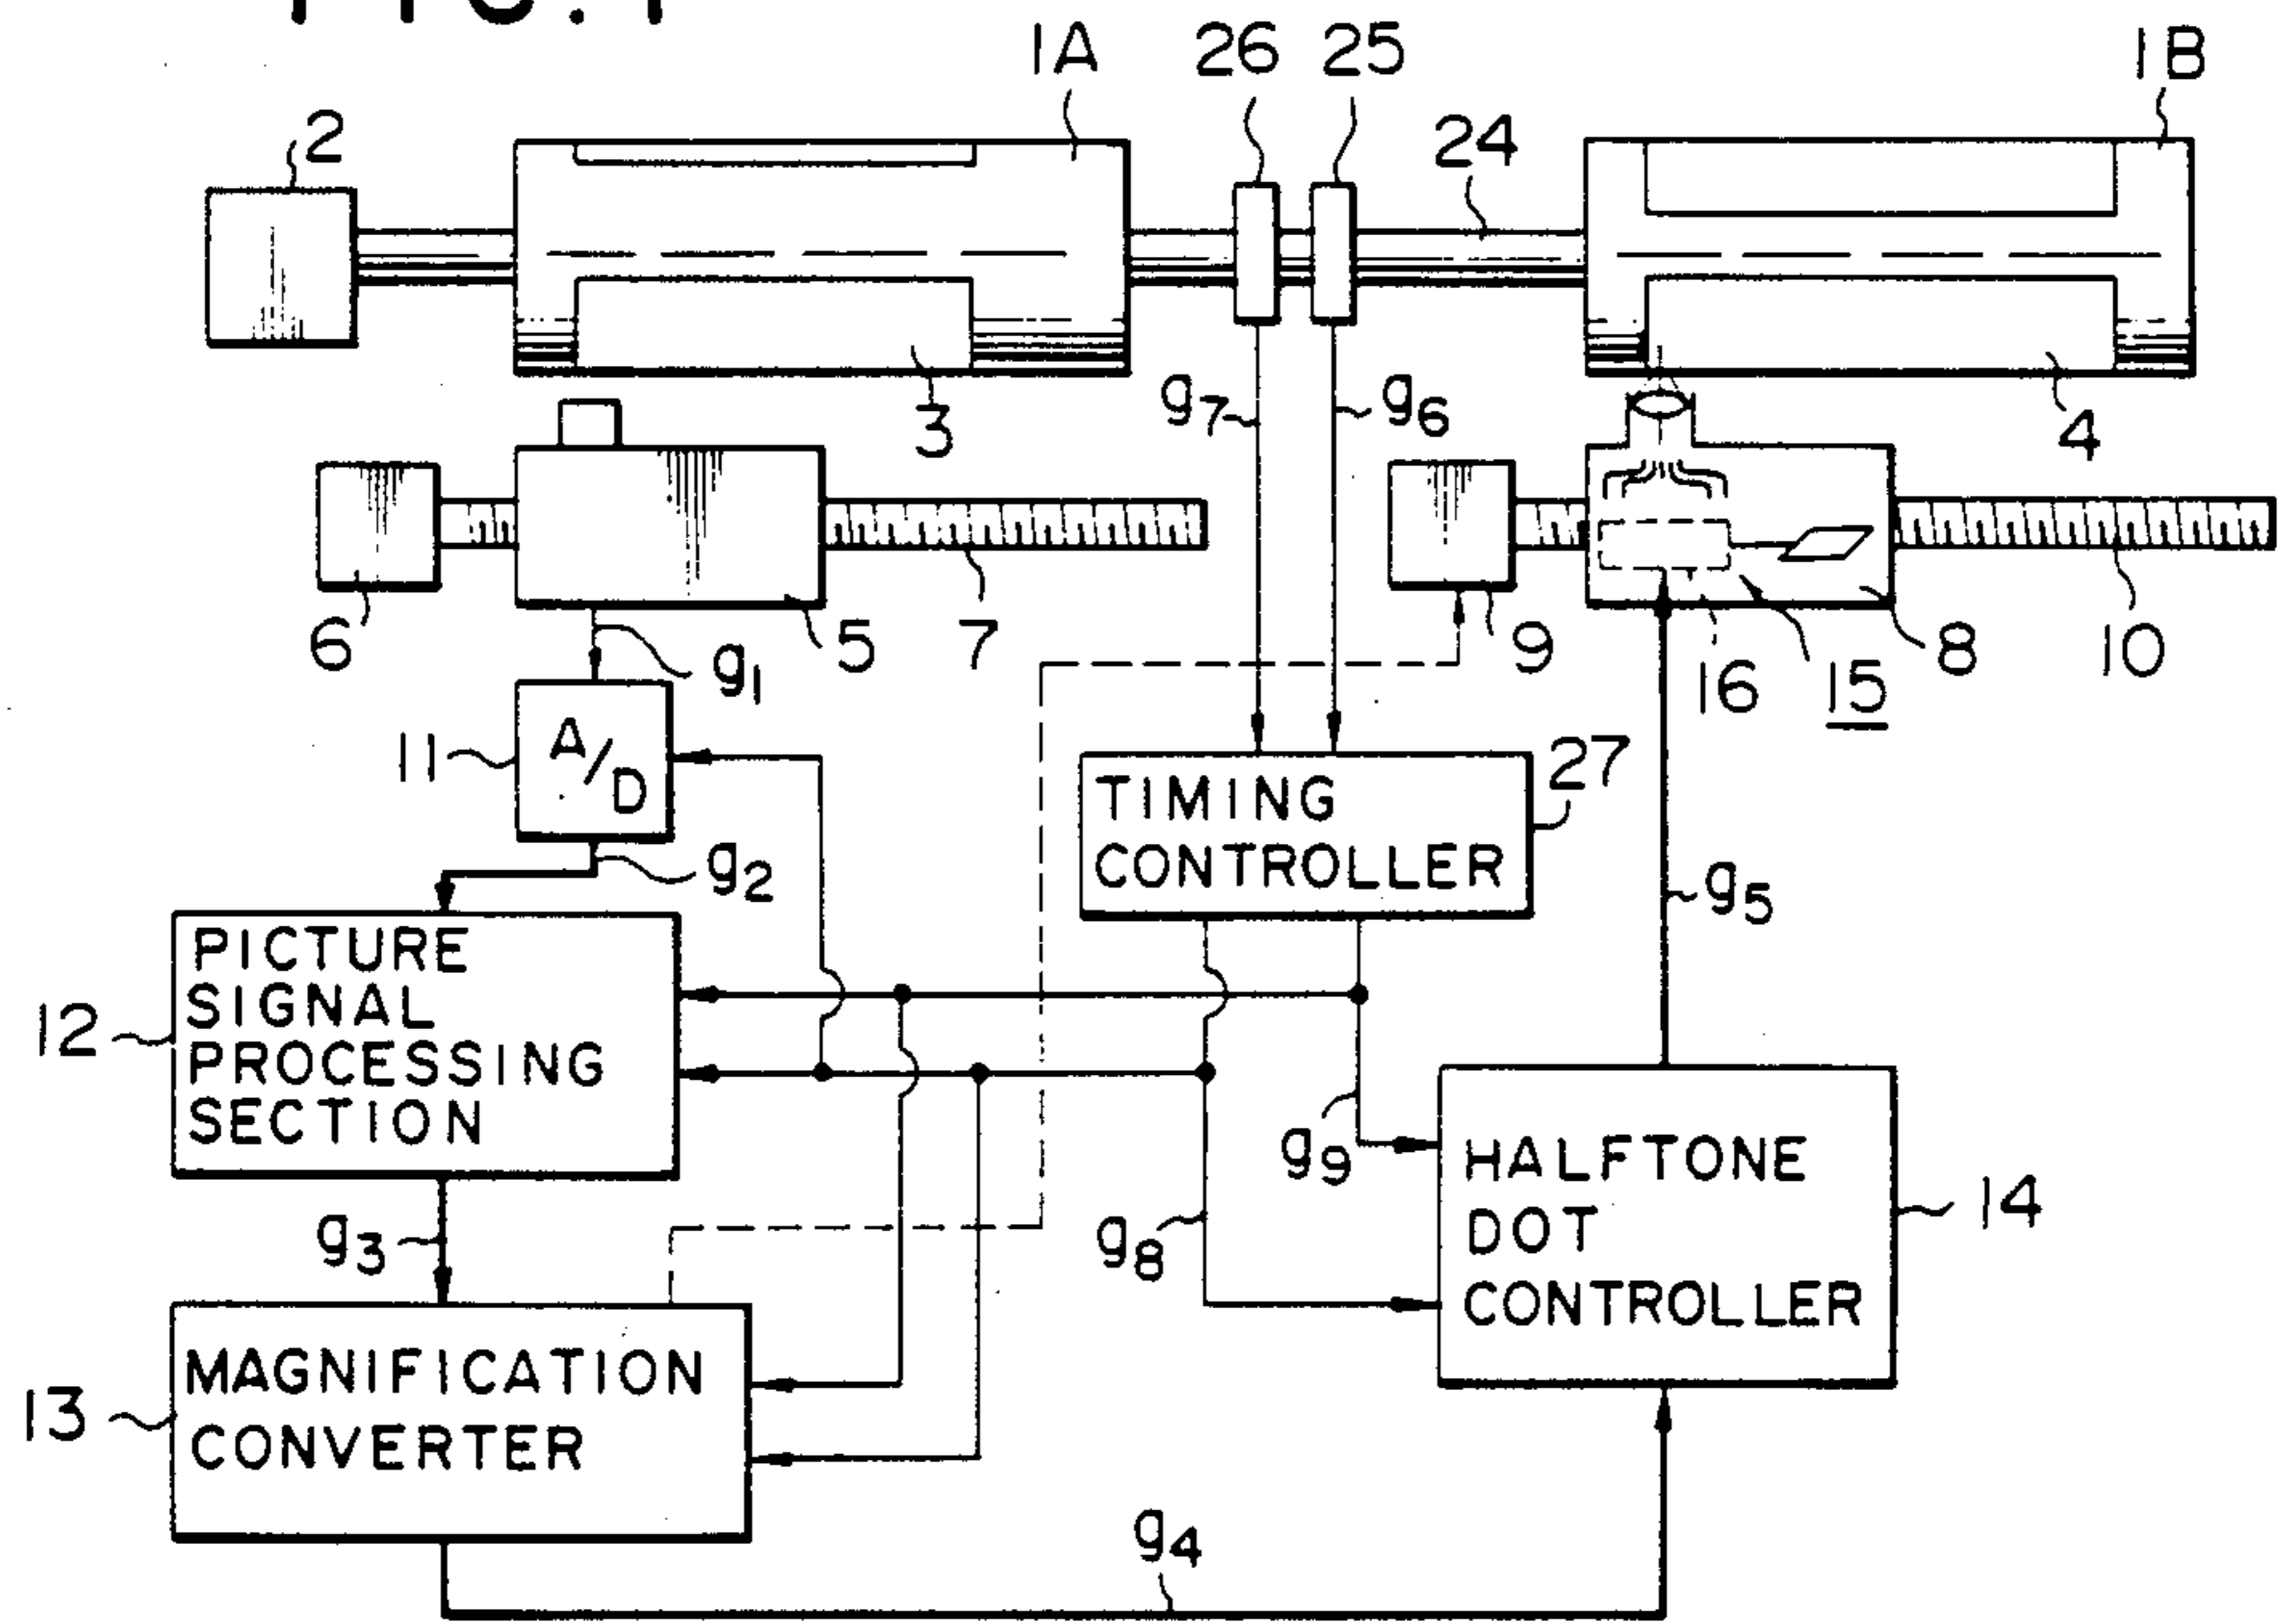 FIG. 1
1A
26
25
1B
2
24
3
4
g7
g6
6
5
7
9
8
10
g1
16
15
11
A/D
27
TIMING
CONTROLLER
g2
g5
PICTURE
SIGNAL
PROCESSING
SECTION
12
g9
HALFTONE
DOT
CONTROLLER
14
g3
g8
MAGNIFICATION
CONVERTER
13
g4